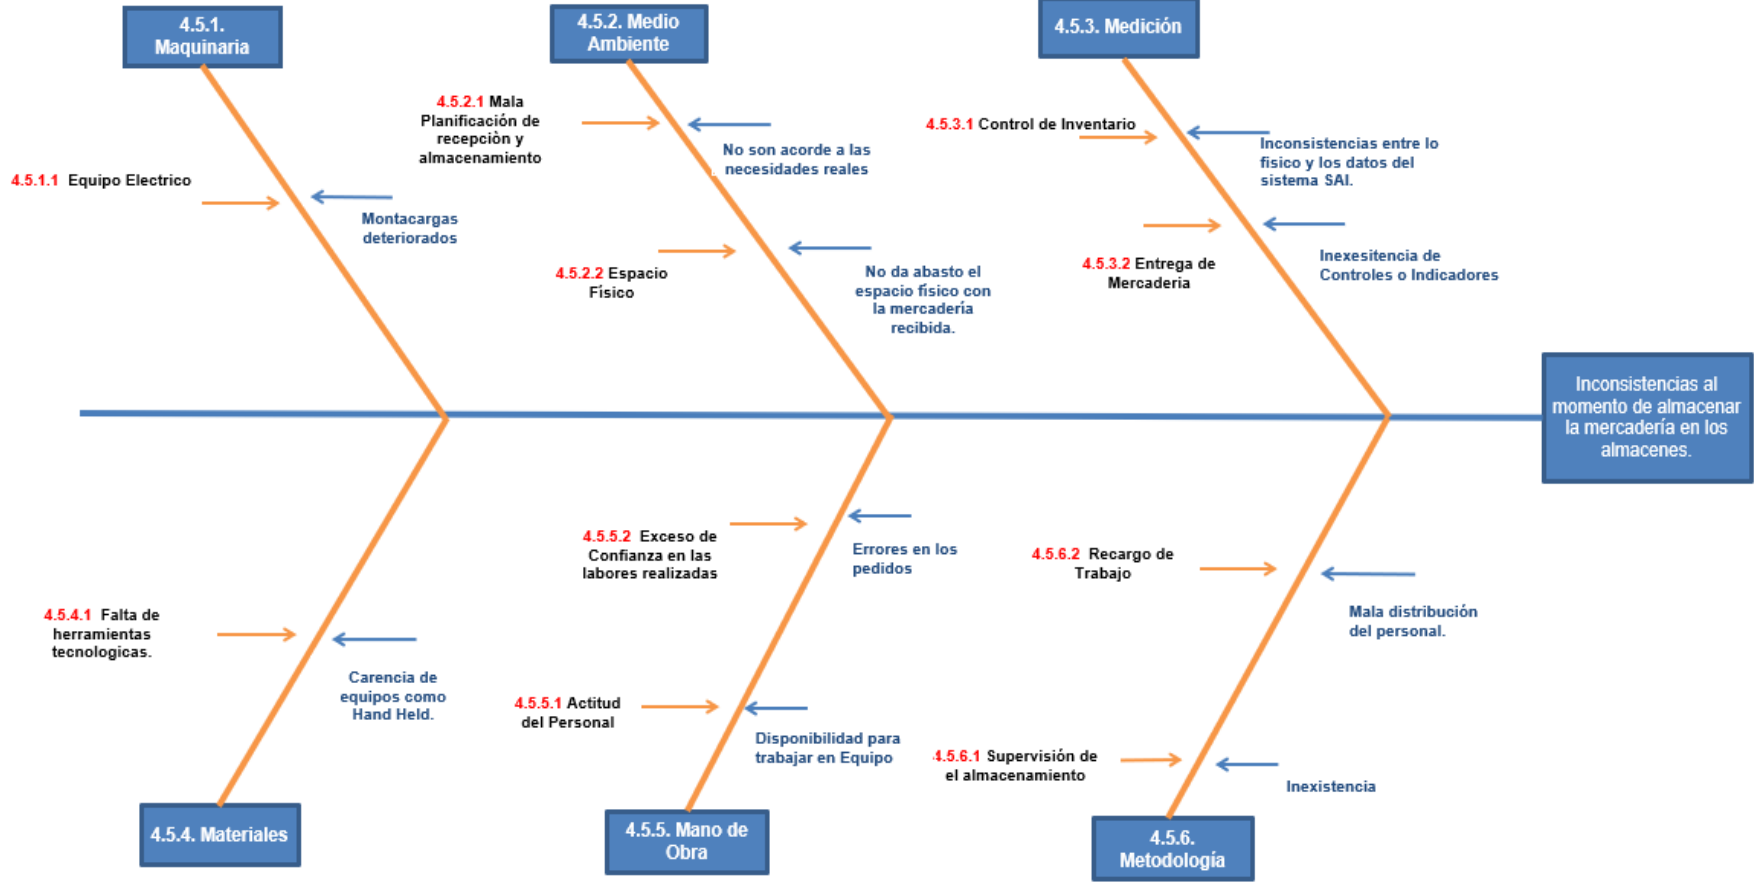 4.5.1.
Maquinaria
4.5.2. Medio
Ambiente
4.5.3. Medición
4.5.1.1 Equipo Electrico
Montacargas
deteriorados
4.5.2.1 Mala
Planificación de
recepciòn y
almacenamiento
No son acorde a las
necesidades reales
4.5.2.2 Espacio
Físico
No da abasto el
espacio físico con
la mercadería
recibida.
4.5.3.1 Control de Inventario
Inconsistencias entre lo
fisico y los datos del
sistema SAI.
4.5.3.2 Entrega de
Mercaderia
Inexesitencia de
Controles o Indicadores
Inconsistencias al
momento de almacenar
la mercadería en los
almacenes.
4.5.4.1 Falta de
herramientas
tecnologicas.
Carencia de
equipos como
Hand Held.
4.5.5.2 Exceso de
Confianza en las
labores realizadas
Errores en los
pedidos
4.5.5.1 Actitud
del Personal
Disponibilidad para
trabajar en Equipo
4.5.6.2 Recargo de
Trabajo
Mala distribución
del personal.
4.5.6.1 Supervisión de
el almacenamiento
Inexistencia
4.5.4. Materiales
4.5.5. Mano de
Obra
4.5.6.
Metodología